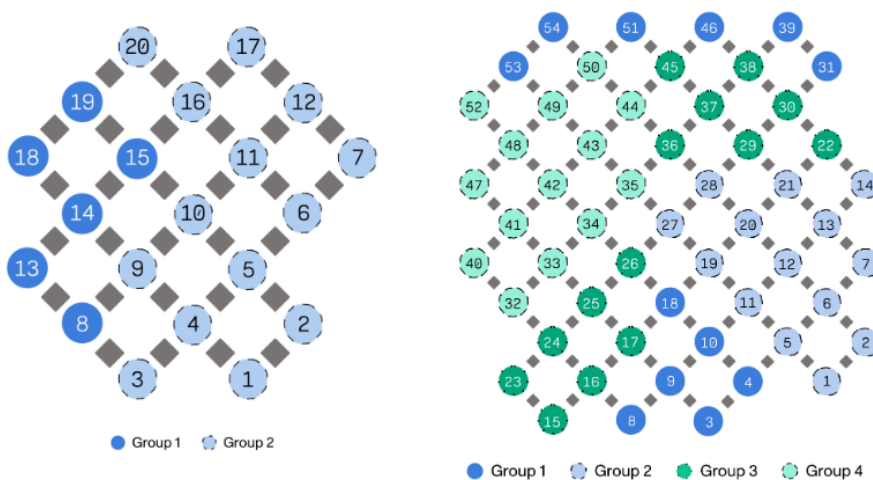 20 17
19 16 12
18 15 11 7
14 10 6
13 9 5
8 4 2
3 1
Group 1 Group 2
54 51 46 39
53 50 45 38 31
52 49 44 37 30
48 43 36 29 22
47 42 35 28 21 14
41 34 27 20 13
40 33 26 19 12 7
32 25 18 11 6
24 17 10 5 2
23 16 9 4 1
15 8 3
Group 1 Group 2 Group 3 Group 4